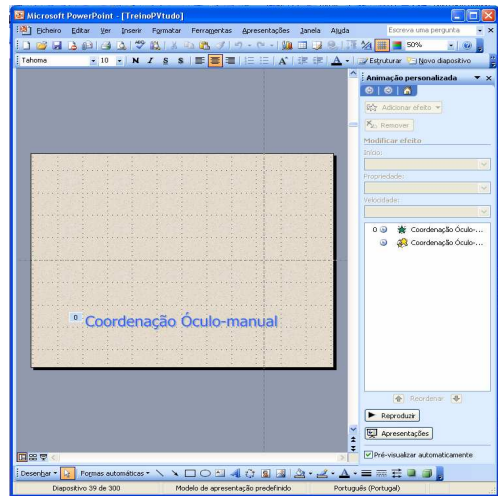 Microsoft PowerPoint - [TreinoPVtudo]
Ficheiro Editar Ver Inserir Formatar Ferramentas Apresentações Janela Ajuda Escreva uma pergunta
50%
Tahoma 10 N I S S Estruturar Novo diapositivo
Animação personalizada
Adicionar efeito
Remover
Modificar efeito
Início:
Propriedade:
Velocidade:
0 Coordenação Óculo-...
Coordenação Óculo-...
0 Coordenação Óculo-manual
Reordenar
Reproduzir
Apresentações
Pré-visualizar automaticamente
Desenhar Formas automáticas
Diapositivo 39 de 300 Modelo de apresentação predefinido Português (Portugal)